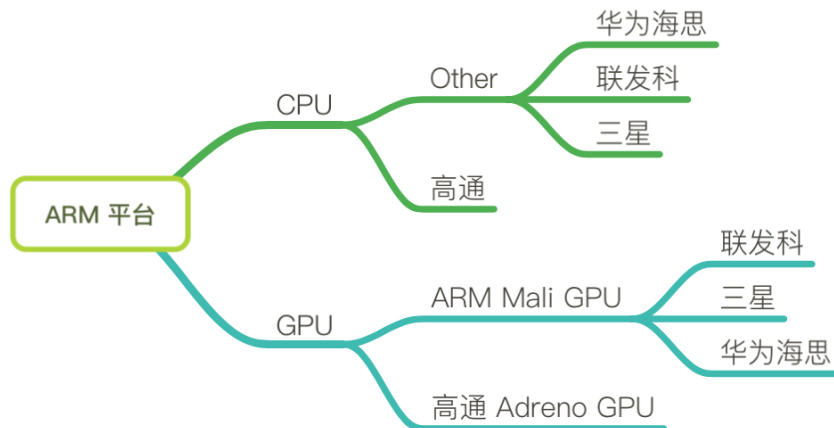 ARM 平台
CPU
Other
华为海思
联发科
三星
高通
GPU
ARM Mali GPU
联发科
三星
华为海思
高通 Adreno GPU